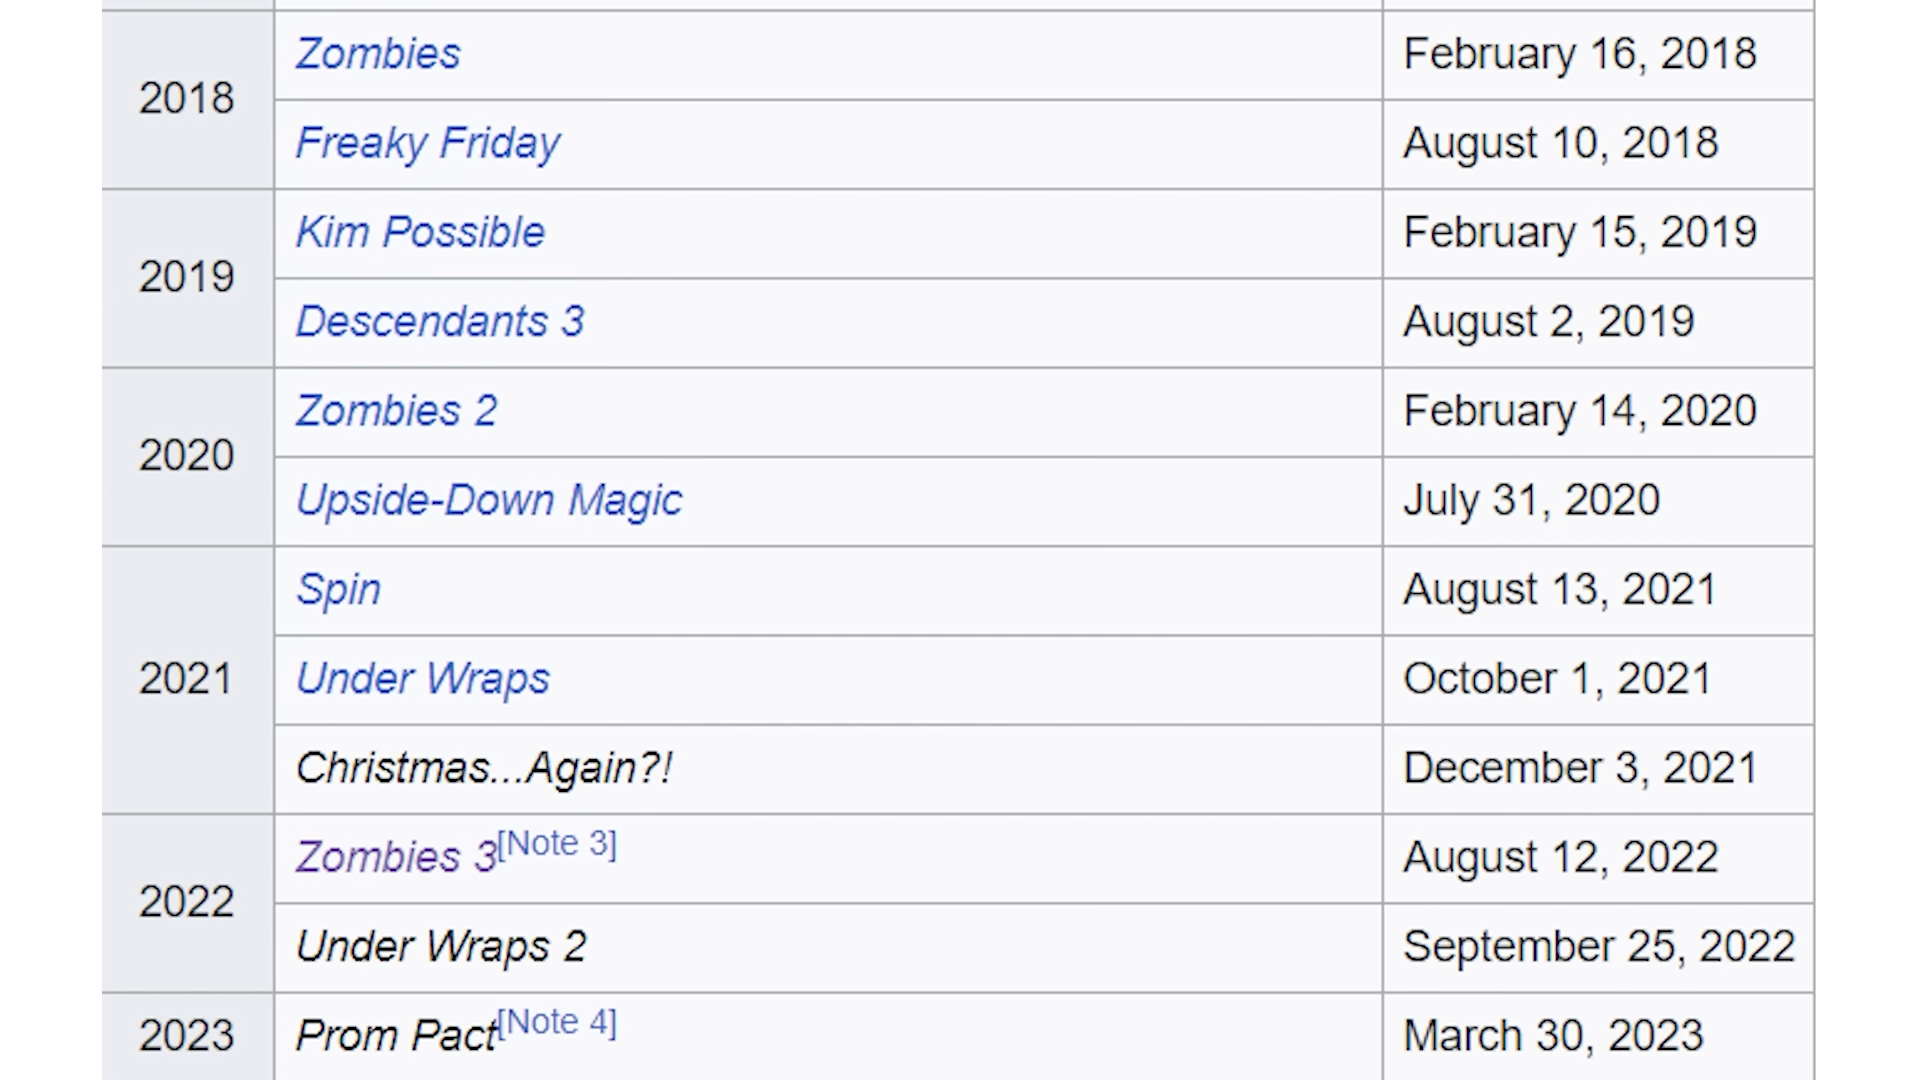 2018
Zombies
February 16, 2018
Freaky Friday
August 10, 2018
2019
Kim Possible
February 15, 2019
Descendants 3
August 2, 2019
2020
Zombies 2
February 14, 2020
Upside-Down Magic
July 31, 2020
2021
Spin
August 13, 2021
Under Wraps
October 1, 2021
Christmas...Again?!
December 3, 2021
2022
Zombies 3[Note 3]
August 12, 2022
Under Wraps 2
September 25, 2022
2023
Prom Pact[Note 4]
March 30, 2023